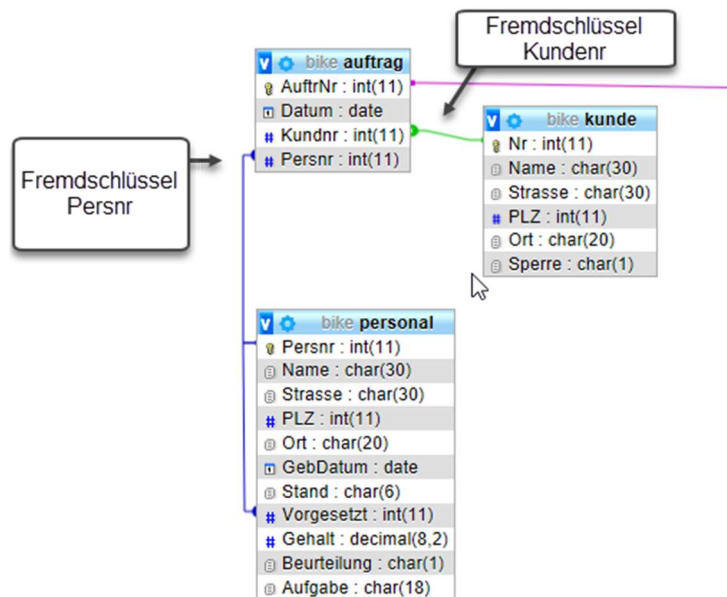 Fremdschlüssel
Kundenr
bike auftrag
AuftrNr : int(11)
Datum : date
Kundnr : int(11)
Persnr : int(11)
Fremdschlüssel
Persnr
bike kunde
Nr : int(11)
Name : char(30)
Strasse : char(30)
PLZ : int(11)
Ort : char(20)
Sperre : char(1)
bike personal
Persnr : int(11)
Name : char(30)
Strasse : char(30)
PLZ : int(11)
Ort : char(20)
GebDatum : date
Stand : char(6)
Vorgesetzt : int(11)
Gehalt : decimal(8,2)
Beurteilung : char(1)
Aufgabe : char(18)